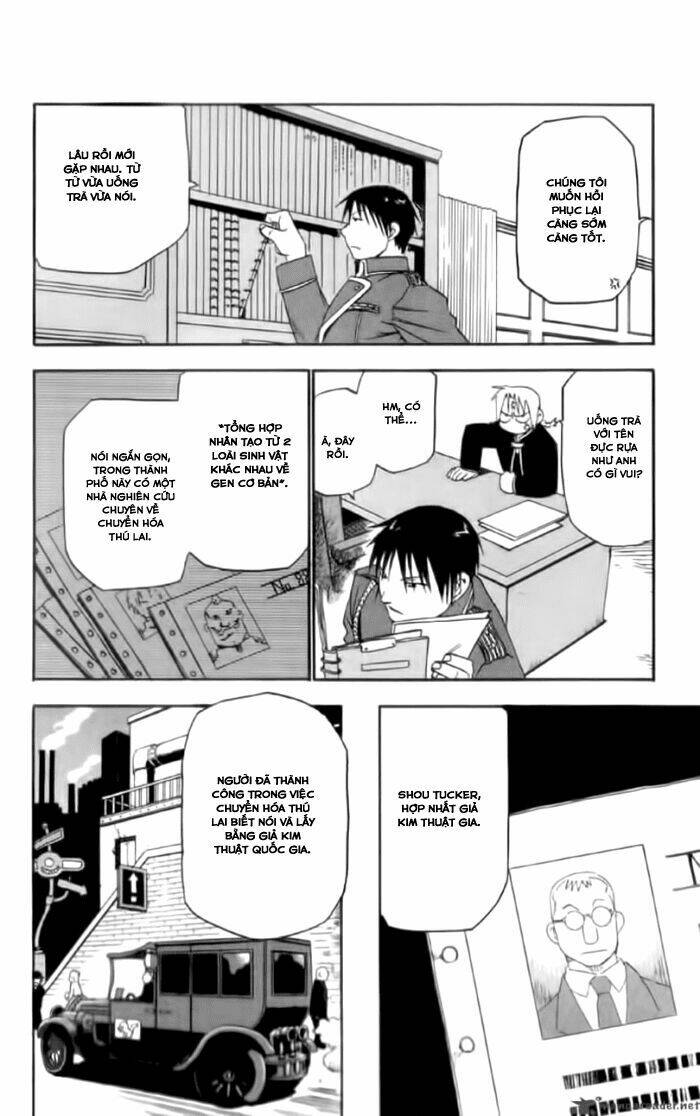 LÂU RỒI MỚI
GẶP NHAU. TỪ
TỪ VỪA UỐNG
TRÀ VỪA NÓI.
CHÚNG TÔI
MUỐN HỒI
PHỤC LẠI
CÀNG SỚM
CÀNG TỐT.
UỐNG TRÀ
VỚI TÊN
ĐỰC RỰA
NHƯ ANH
CÓ GÌ VUI?
HM, CÓ
THỂ...
À, ĐÂY
RỒI.
"TỔNG HỢP
NHÂN TẠO TỪ 2
LOÀI SINH VẬT
KHÁC NHAU VỀ
GEN CƠ BẢN".
NÓI NGẮN GỌN,
TRONG THÀNH
PHỐ NÀY CÓ MỘT
NHÀ NGHIÊN CỨU
CHUYÊN VỀ
CHUYỂN HÓA
THÚ LAI.
SHOU TUCKER,
HỢP NHẤT GIẢ
KIM THUẬT GIA.
NGƯỜI ĐÃ THÀNH
CÔNG TRONG VIỆC
CHUYỂN HÓA THÚ
LAI BIẾT NÓI VÀ LẤY
BẰNG GIẢ KIM
THUẬT QUỐC GIA.